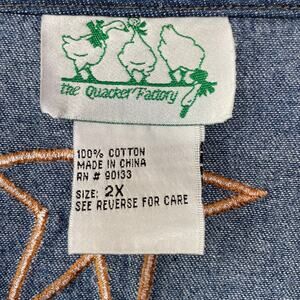 the Quacker Factory
100% COTTON
MADE IN CHINA
RN # 90133
SIZE: 2X
SEE REVERSE FOR CARE